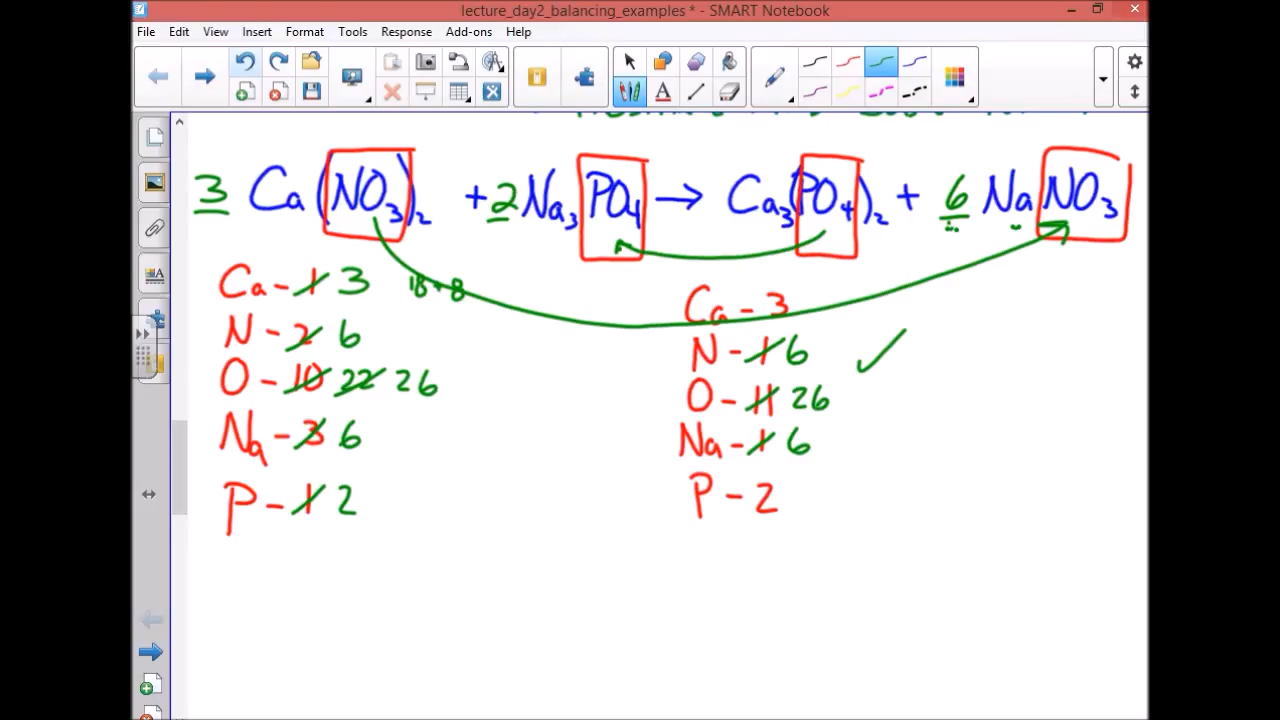 lecture_day2_balancing_examples * - SMART Notebook
File Edit View Insert Format Tools Response Add-ons Help
3 Ca(NO₃)₂ + 2 Na₃PO₄ → Ca₃(PO₄)₂ + 6 NaNO₃
Ca - 1 3
18 + 8
N - 2 6
O - 10 22 26
Na - 3 6
P - 1 2
Ca - 3
N - 1 6 ✓
O - 11 26
Na - 1 6
P - 2